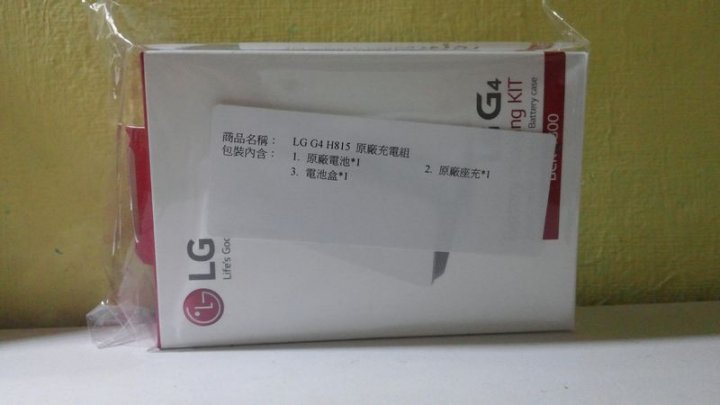 商品名稱： LG G4 H815 原廠充電組
包裝內含： 1. 原廠電池*1 2. 原廠座充*1
3. 電池盒*1
LG
Life's Goo
G4
ng KIT
Battery case